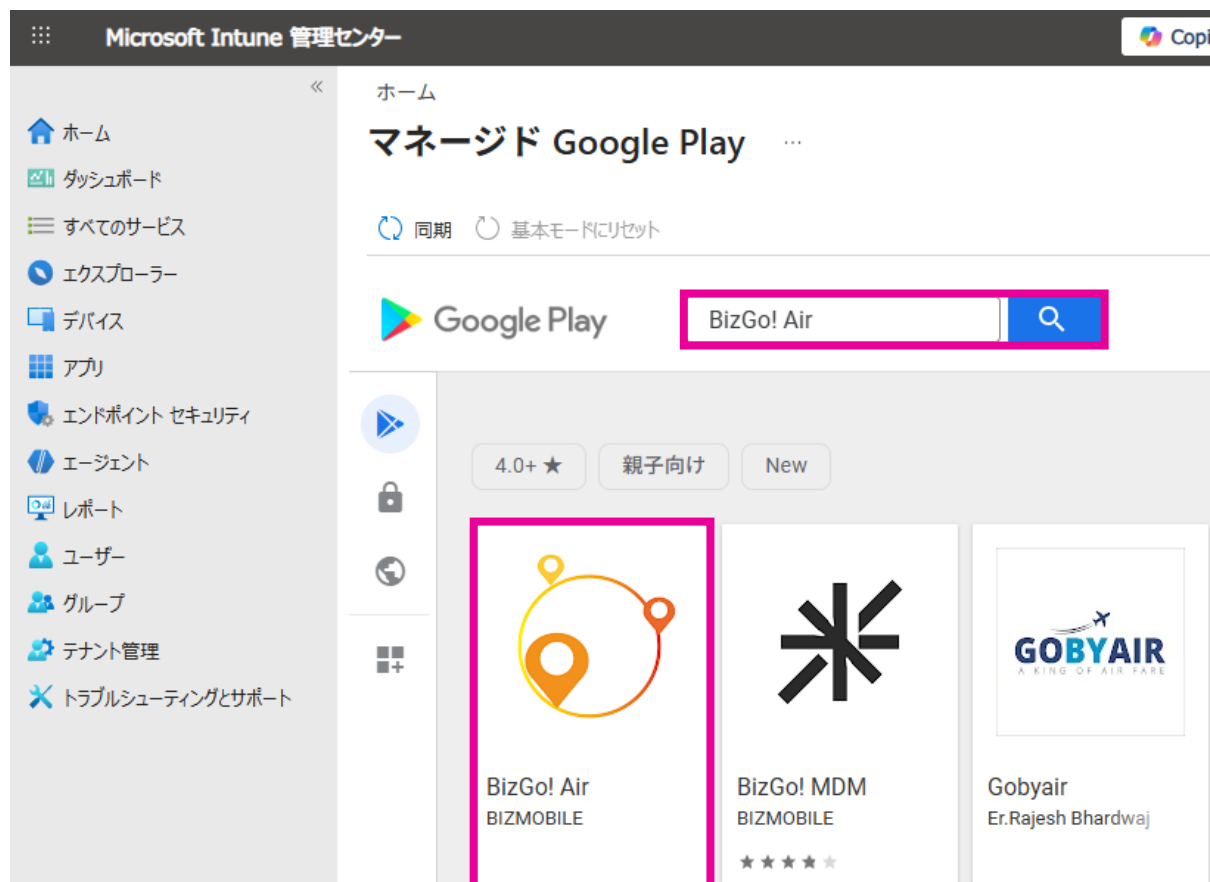 Microsoft Intune 管理センター
Copi
ホーム
ダッシュボード
すべてのサービス
エクスプローラー
デバイス
アプリ
エンドポイント セキュリティ
エージェント
レポート
ユーザー
グループ
テナント管理
トラブルシューティングとサポート
ホーム
マネージド Google Play
同期
基本モードにリセット
Google Play
BizGo! Air
4.0+ ★
親子向け
New
BizGo! Air
BIZMOBILE
BizGo! MDM
BIZMOBILE
GOBYAIR
A KING OF AIR FARE
Gobyair
Er.Rajesh Bhardwaj